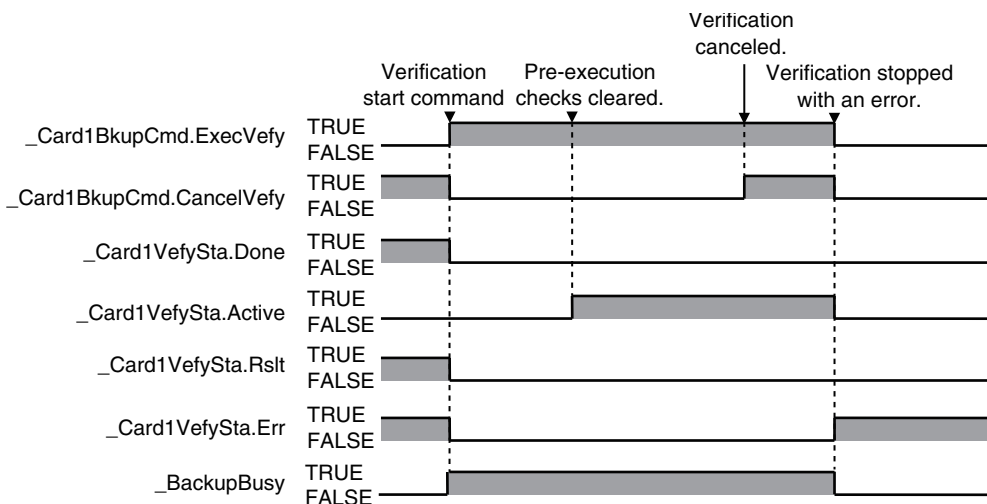 Verification
canceled.
Verification
start command
Pre-execution
checks cleared.
Verification stopped
with an error.
_Card1BkupCmd.ExecVefy
TRUE
FALSE
_Card1BkupCmd.CancelVefy
TRUE
FALSE
_Card1VefySta.Done
TRUE
FALSE
_Card1VefySta.Active
TRUE
FALSE
_Card1VefySta.Rslt
TRUE
FALSE
_Card1VefySta.Err
TRUE
FALSE
_BackupBusy
TRUE
FALSE